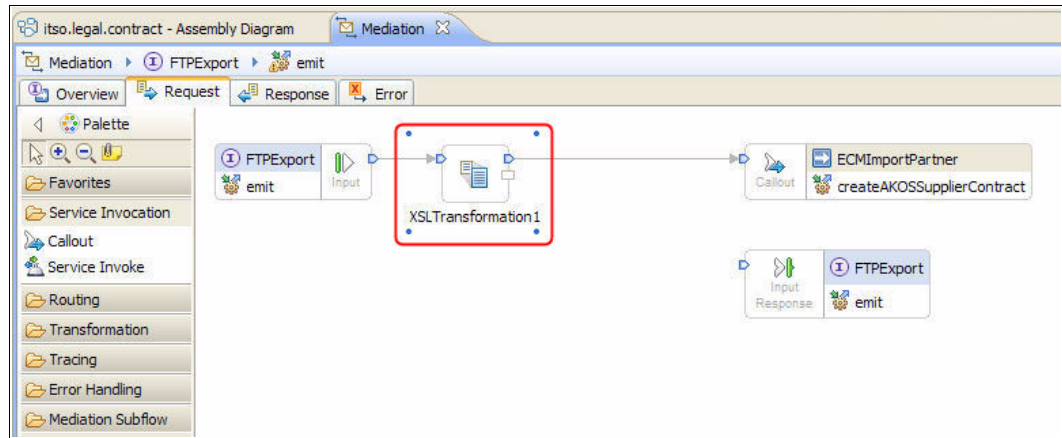 itso.legal.contract - Assembly Diagram Mediation
Mediation FTPExport emit
Overview Request Response Error
Palette
Favorites
Service Invocation
Callout
Service Invoke
Routing
Transformation
Tracing
Error Handling
Mediation Subflow
FTPExport
emit
Input
XSLTransformation1
Callout
ECMImportPartner
createAKOSSupplierContract
Input
Response
FTPExport
emit